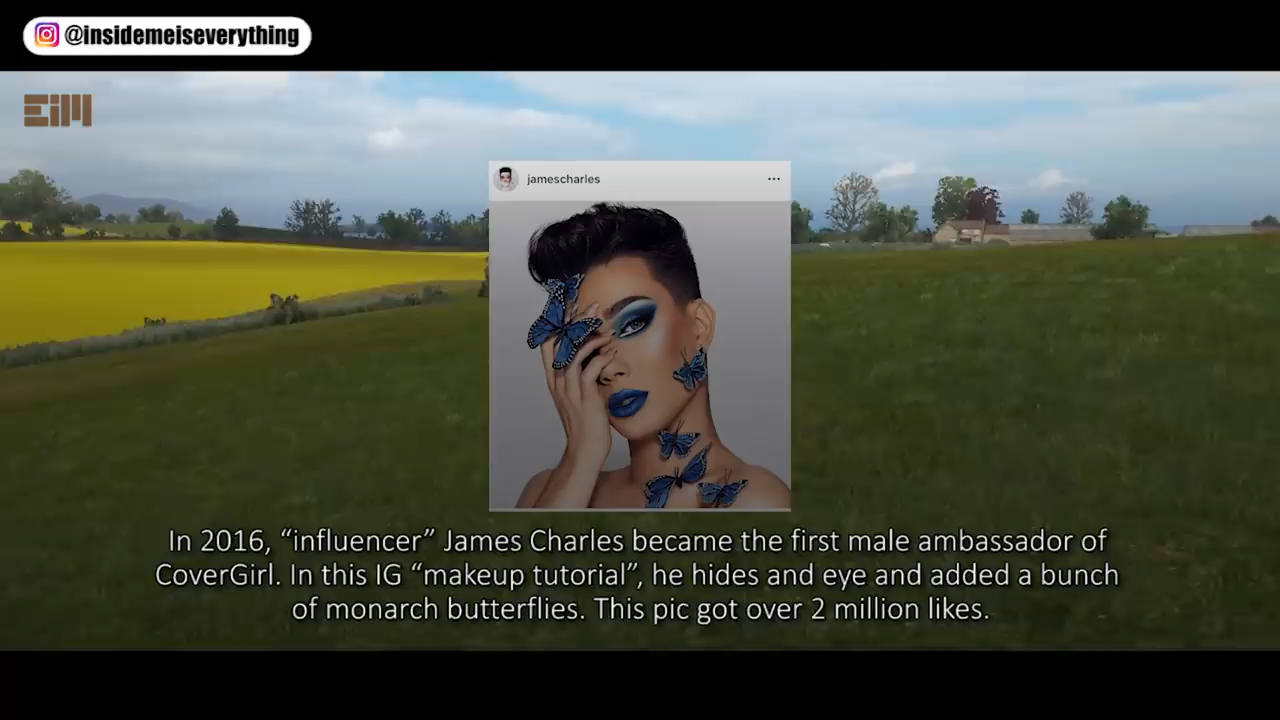 @insidemeiseverything
EiM
jamescharles
In 2016, “influencer” James Charles became the first male ambassador of
CoverGirl. In this IG “makeup tutorial”, he hides and eye and added a bunch
of monarch butterflies. This pic got over 2 million likes.